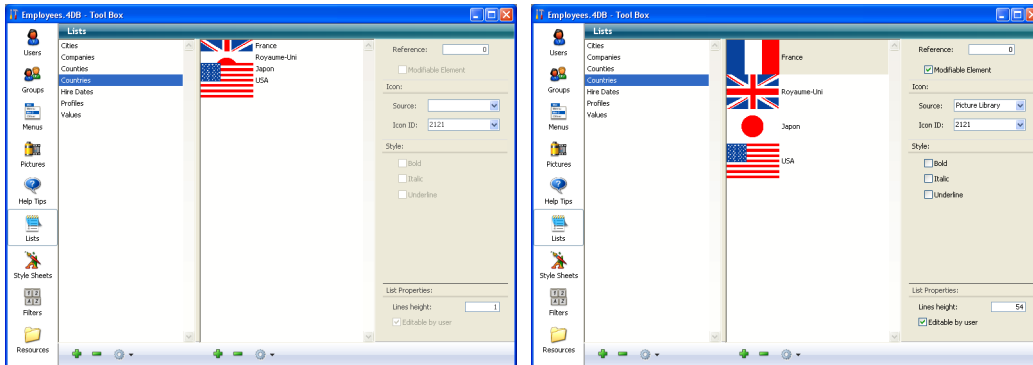 Employees.4DB - Tool Box
Users
Groups
Menus
Pictures
Help Tips
Lists
Style Sheets
Filters
Resources
Lists
Cities
Companies
Counties
Countries
Hire Dates
Profiles
Values
France
Royaume-Uni
Japon
USA
Reference: 0
Modifiable Element
Icon:
Source:
Icon ID: 2121
Style:
Bold
Italic
Underline
List Properties:
Lines height: 1
Editable by user
Employees.4DB - Tool Box
Users
Groups
Menus
Pictures
Help Tips
Lists
Style Sheets
Filters
Resources
Lists
Cities
Companies
Counties
Countries
Hire Dates
Profiles
Values
France
Royaume-Uni
Japon
USA
Reference: 0
Modifiable Element
Icon:
Source: Picture Library
Icon ID: 2121
Style:
Bold
Italic
Underline
List Properties:
Lines height: 54
Editable by user